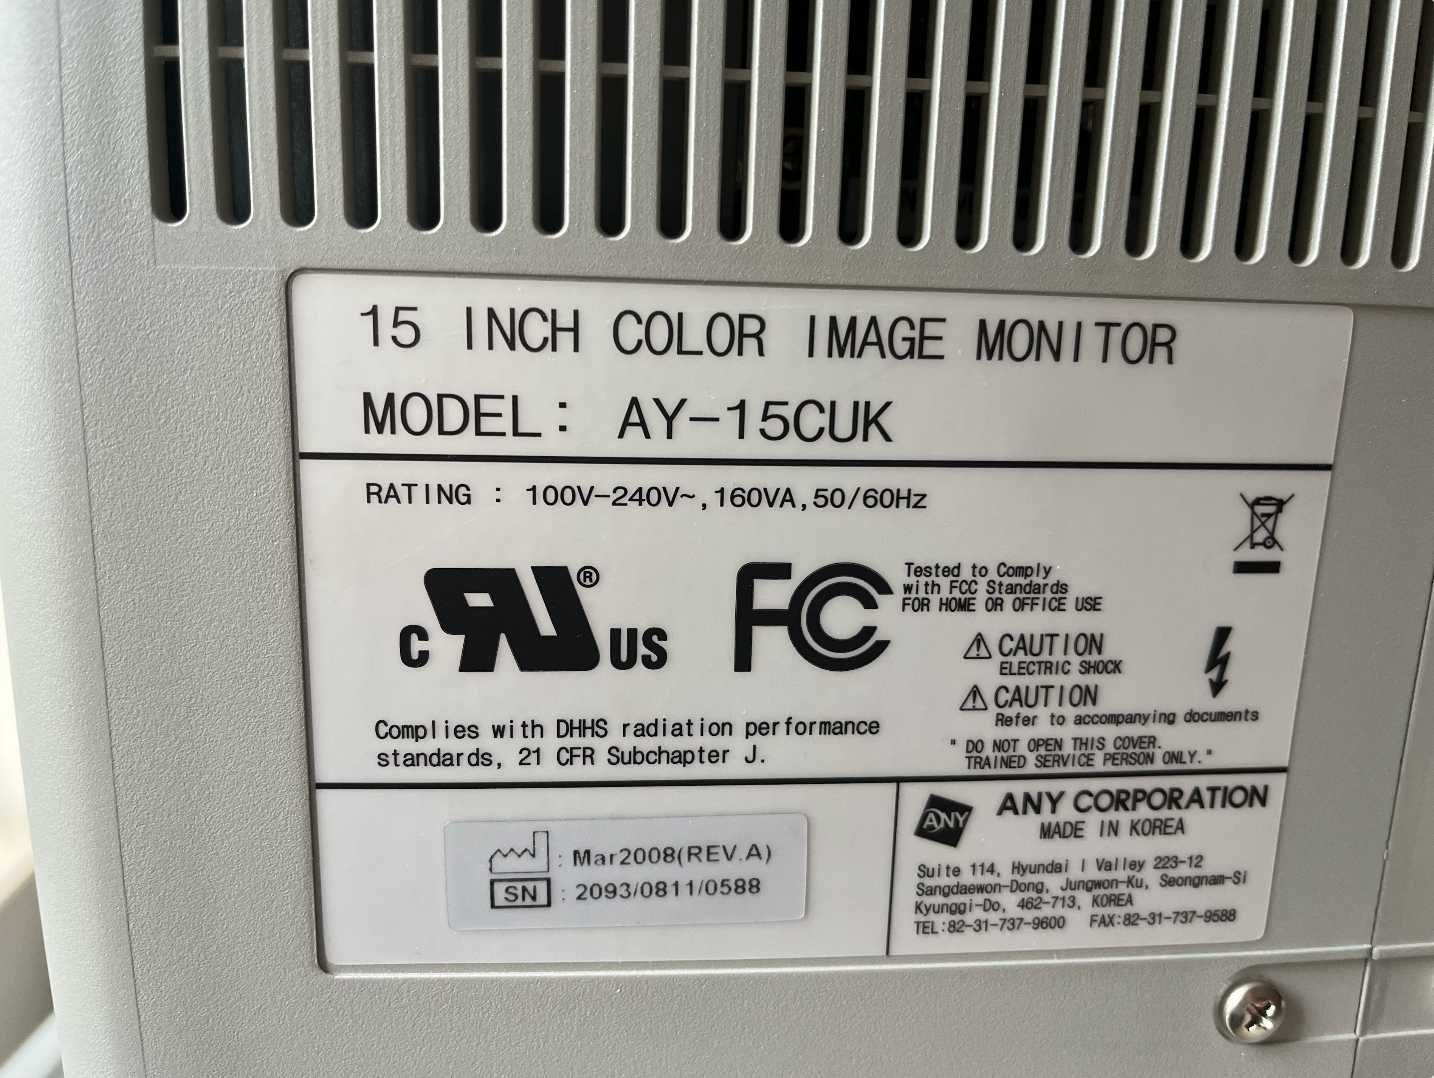 15 INCH COLOR IMAGE MONITOR
MODEL: AY-15CUK
RATING : 100V-240V~,160VA,50/60Hz
c RU ® US
FC
Tested to Comply
with FCC Standards
FOR HOME OR OFFICE USE
CAUTION
ELECTRIC SHOCK
CAUTION
Refer to accompanying documents
" DO NOT OPEN THIS COVER.
TRAINED SERVICE PERSON ONLY."
Complies with DHHS radiation performance
standards, 21 CFR Subchapter J.
: Mar2008(REV.A)
SN : 2093/0811/0588
ANY
ANY CORPORATION
MADE IN KOREA
Suite 114, Hyundai I Valley 223-12
Sangdaewon-Dong, Jungwon-Ku, Seongnam-Si
Kyunggi-Do, 462-713, KOREA
TEL:82-31-737-9600 FAX:82-31-737-9588